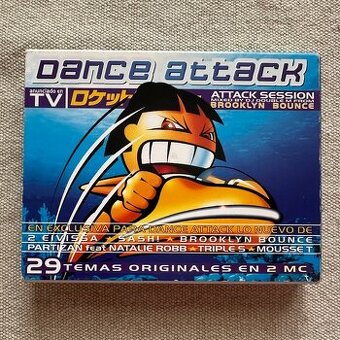 Dance attack
anunciado en
TV
ロケット
ATTACK SESSION
MIXED BY DJ DOUBLE M FROM
BROOKLYN BOUNCE
EN EXCLUSIVA PARA DANCE ATTACK LO NUEVO DE
2 EIVISSA ★ SASH! ★ BROOKLYN BOUNCE
PARTIZAN feat NATALIE ROBB ★ TRIPLE S ★ MOUSSE T
29 TEMAS ORIGINALES EN 2 MC